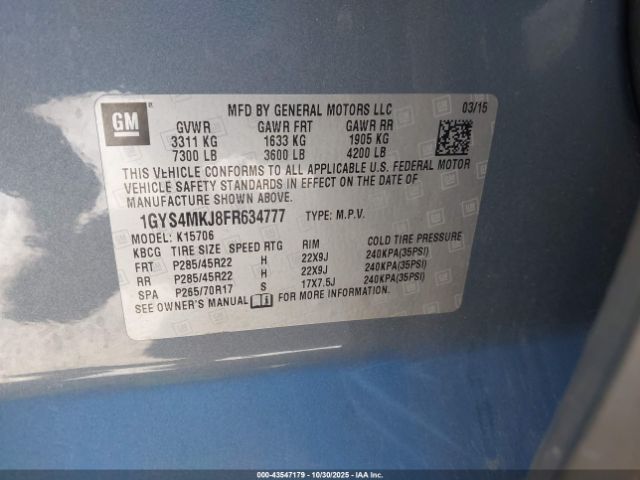 GM
MFD BY GENERAL MOTORS LLC 03/15
GVWR GAWR FRT GAWR RR
3311 KG 1633 KG 1905 KG
7300 LB 3600 LB 4200 LB
THIS VEHICLE CONFORMS TO ALL APPLICABLE U.S. FEDERAL MOTOR
VEHICLE SAFETY STANDARDS IN EFFECT ON THE DATE OF
MANUFACTURE SHOWN ABOVE.
1GYS4MKJ8FR634777 TYPE: M.P.V.
MODEL: K15706
KBCG TIRE SIZE SPEED RTG RIM COLD TIRE PRESSURE
FRT P285/45R22 H 22X9J 240KPA(35PSI)
RR P285/45R22 H 22X9J 240KPA(35PSI)
SPA P265/70R17 S 17X7.5J 240KPA(35PSI)
SEE OWNER'S MANUAL FOR MORE INFORMATION.
Copart 00-43547179 - 10/30/2025 - IAA Inc.